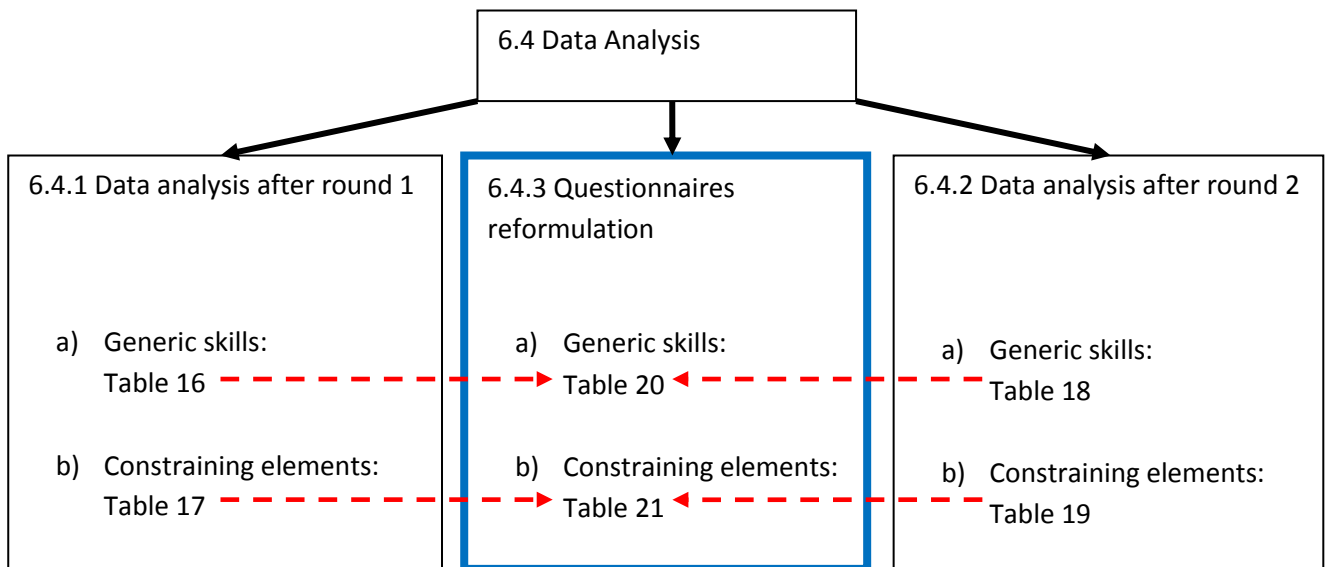 6.4 Data Analysis
6.4.1 Data analysis after round 1
a) Generic skills:
Table 16
b) Constraining elements:
Table 17
6.4.3 Questionnaires
reformulation
a) Generic skills:
Table 20
b) Constraining elements:
Table 21
6.4.2 Data analysis after round 2
a) Generic skills:
Table 18
b) Constraining elements:
Table 19